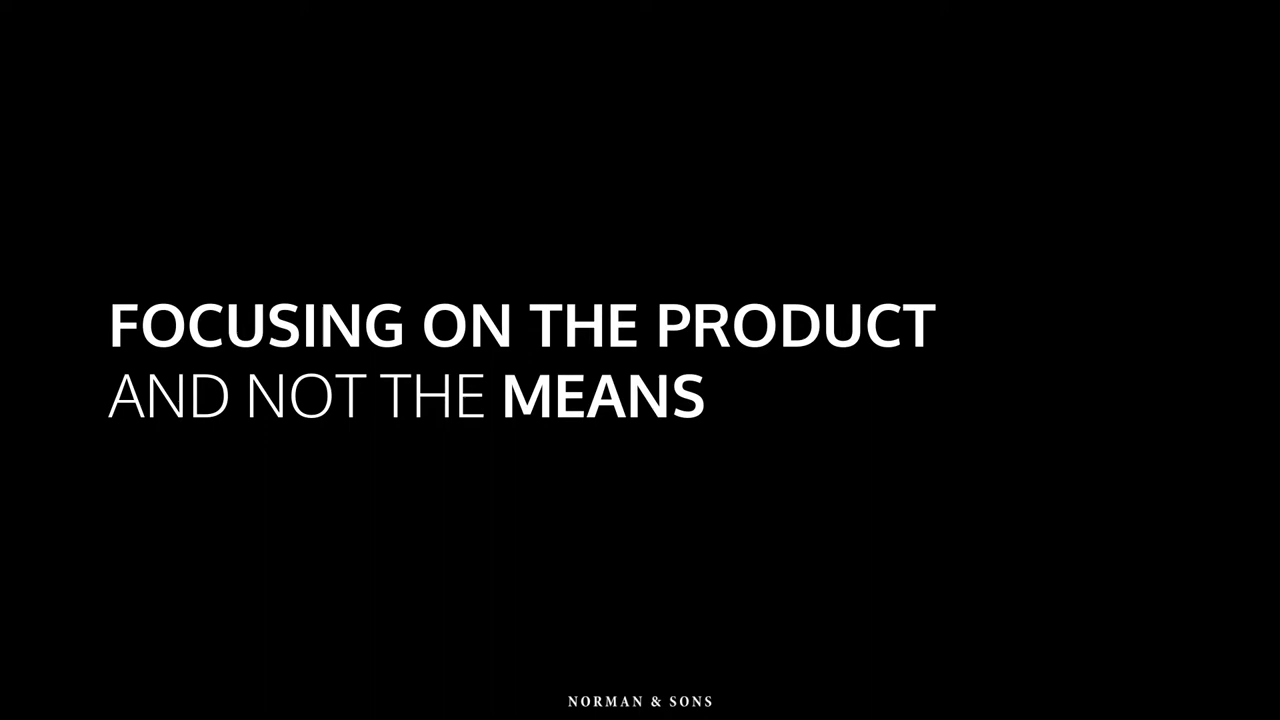 FOCUSING ON THE PRODUCT
AND NOT THE MEANS
NORMAN & SONS